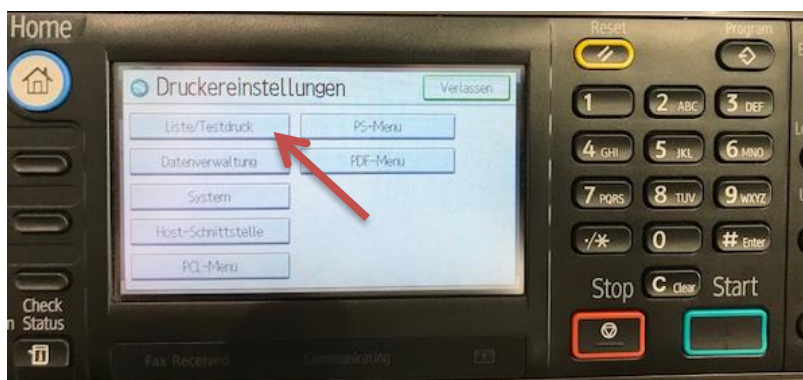 Home
Reset
Program
Druckereinstellungen
Verlassen
Liste/Testdruck
PS-Menu
Datenverwaltung
PDF-Menu
System
Host-Schnittstelle
PCL-Menu
1
2 ABC
3 DEF
4 GHI
5 JKL
6 MNO
7 PQRS
8 TUV
9 WXYZ
·/*
0
# Enter
Stop
C Clear
Start
Check
Status
Fax Received
Communicating